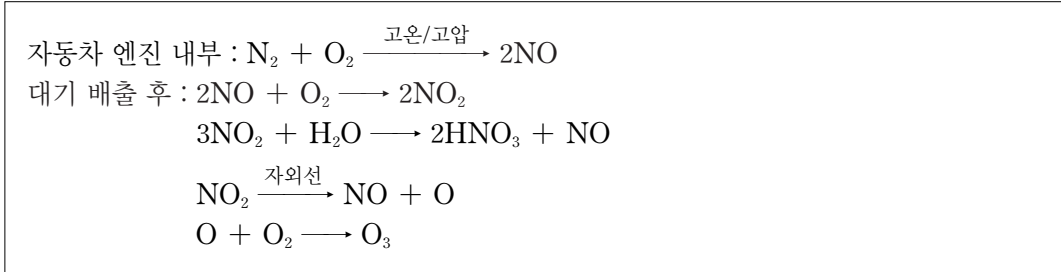 자동차 엔진 내부 : N₂ + O₂ ─고온/고압→ 2NO
대기 배출 후 : 2NO + O₂ ⟶ 2NO₂
3NO₂ + H₂O ⟶ 2HNO₃ + NO
NO₂ ─자외선→ NO + O
O + O₂ ⟶ O₃